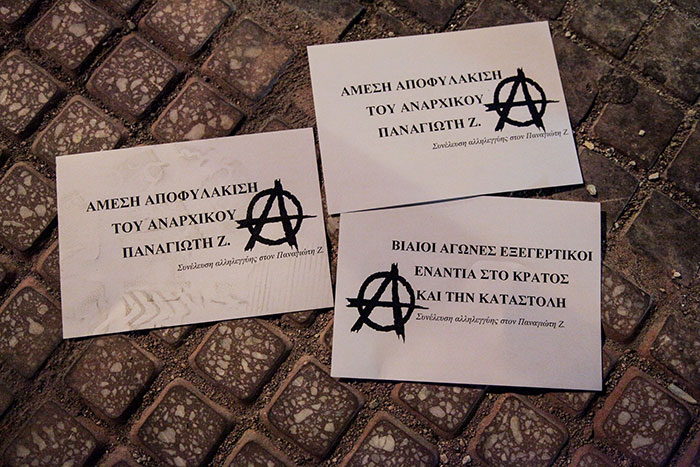 ΑΜΕΣΗ ΑΠΟΦΥΛΑΚΙΣΗ
ΤΟΥ ΑΝΑΡΧΙΚΟΥ
ΠΑΝΑΓΙΩΤΗ Ζ.
Συνέλευση αλληλεγγύης στον Παναγιώτη Ζ.
ΑΜΕΣΗ ΑΠΟΦΥΛΑΚΙΣΗ
ΤΟΥ ΑΝΑΡΧΙΚΟΥ
ΠΑΝΑΓΙΩΤΗ Ζ.
Συνέλευση αλληλεγγύης στον Παναγιώτη Ζ.
ΒΙΑΙΟΙ ΑΓΩΝΕΣ ΕΞΕΓΕΡΤΙΚΟΙ
ΕΝΑΝΤΙΑ ΣΤΟ ΚΡΑΤΟΣ
ΚΑΙ ΤΗΝ ΚΑΤΑΣΤΟΛΗ
Συνέλευση αλληλεγγύης στον Παναγιώτη Ζ.